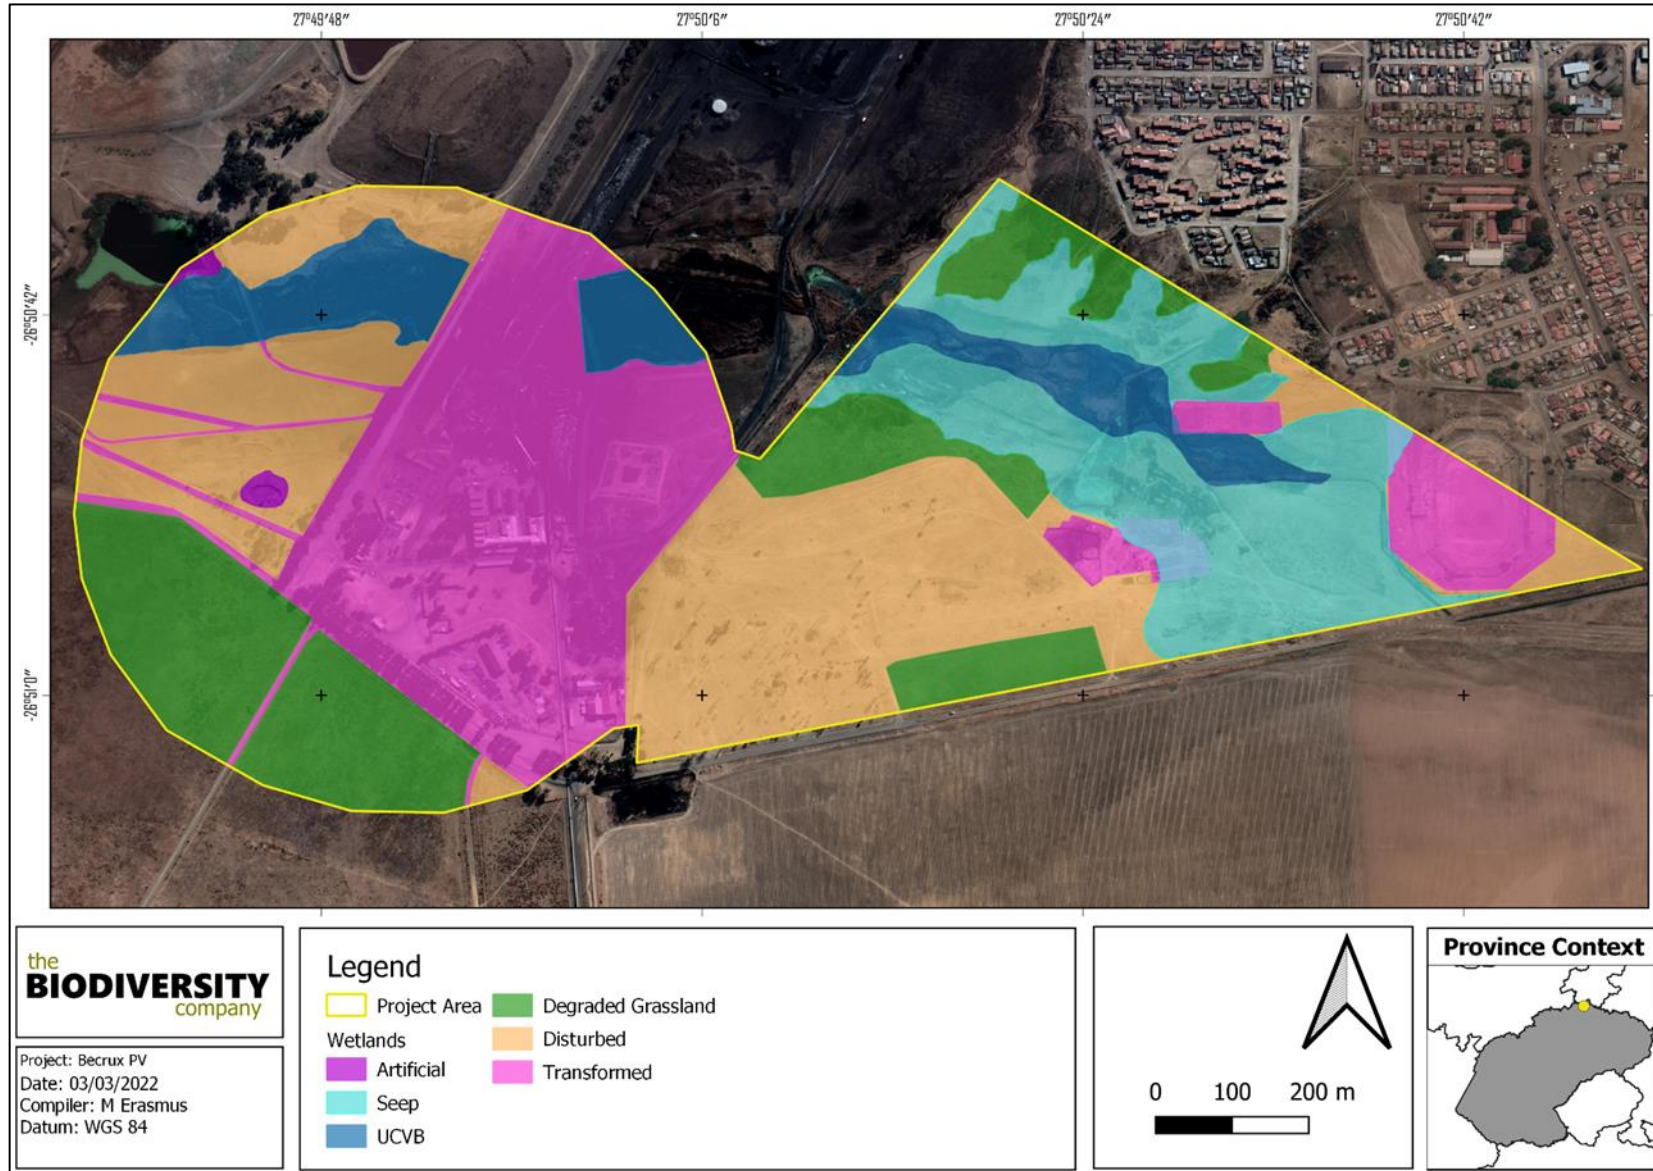 27°49'48" 27°50'6" 27°50'24" 27°50'42"
-26°50'42"
-26°51'0"
the
BIODIVERSITY
company
Project: Becrux PV
Date: 03/03/2022
Compiler: M Erasmus
Datum: WGS 84
Legend
Project Area
Wetlands
Artificial
Seep
UCVB
Degraded Grassland
Disturbed
Transformed
0 100 200 m
Province Context